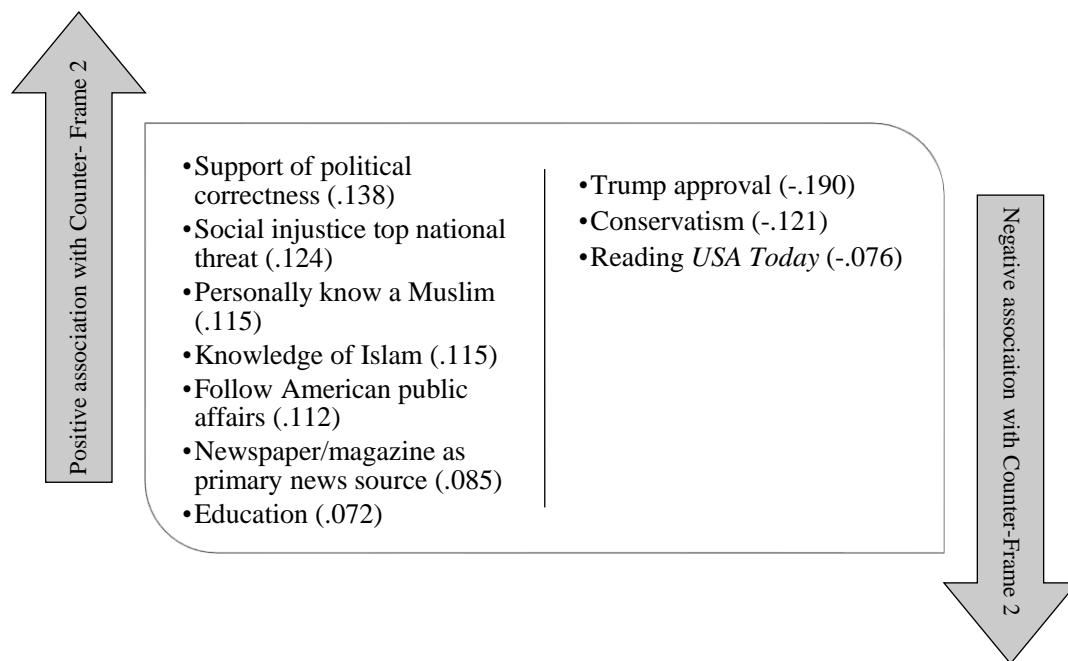 Positive association with Counter- Frame 2
•Support of political
correctness (.138)
•Social injustice top national
threat (.124)
•Personally know a Muslim
(.115)
•Knowledge of Islam (.115)
•Follow American public
affairs (.112)
•Newspaper/magazine as
primary news source (.085)
•Education (.072)
•Trump approval (-.190)
•Conservatism (-.121)
•Reading USA Today (-.076)
Negative associaiton with Counter-Frame 2